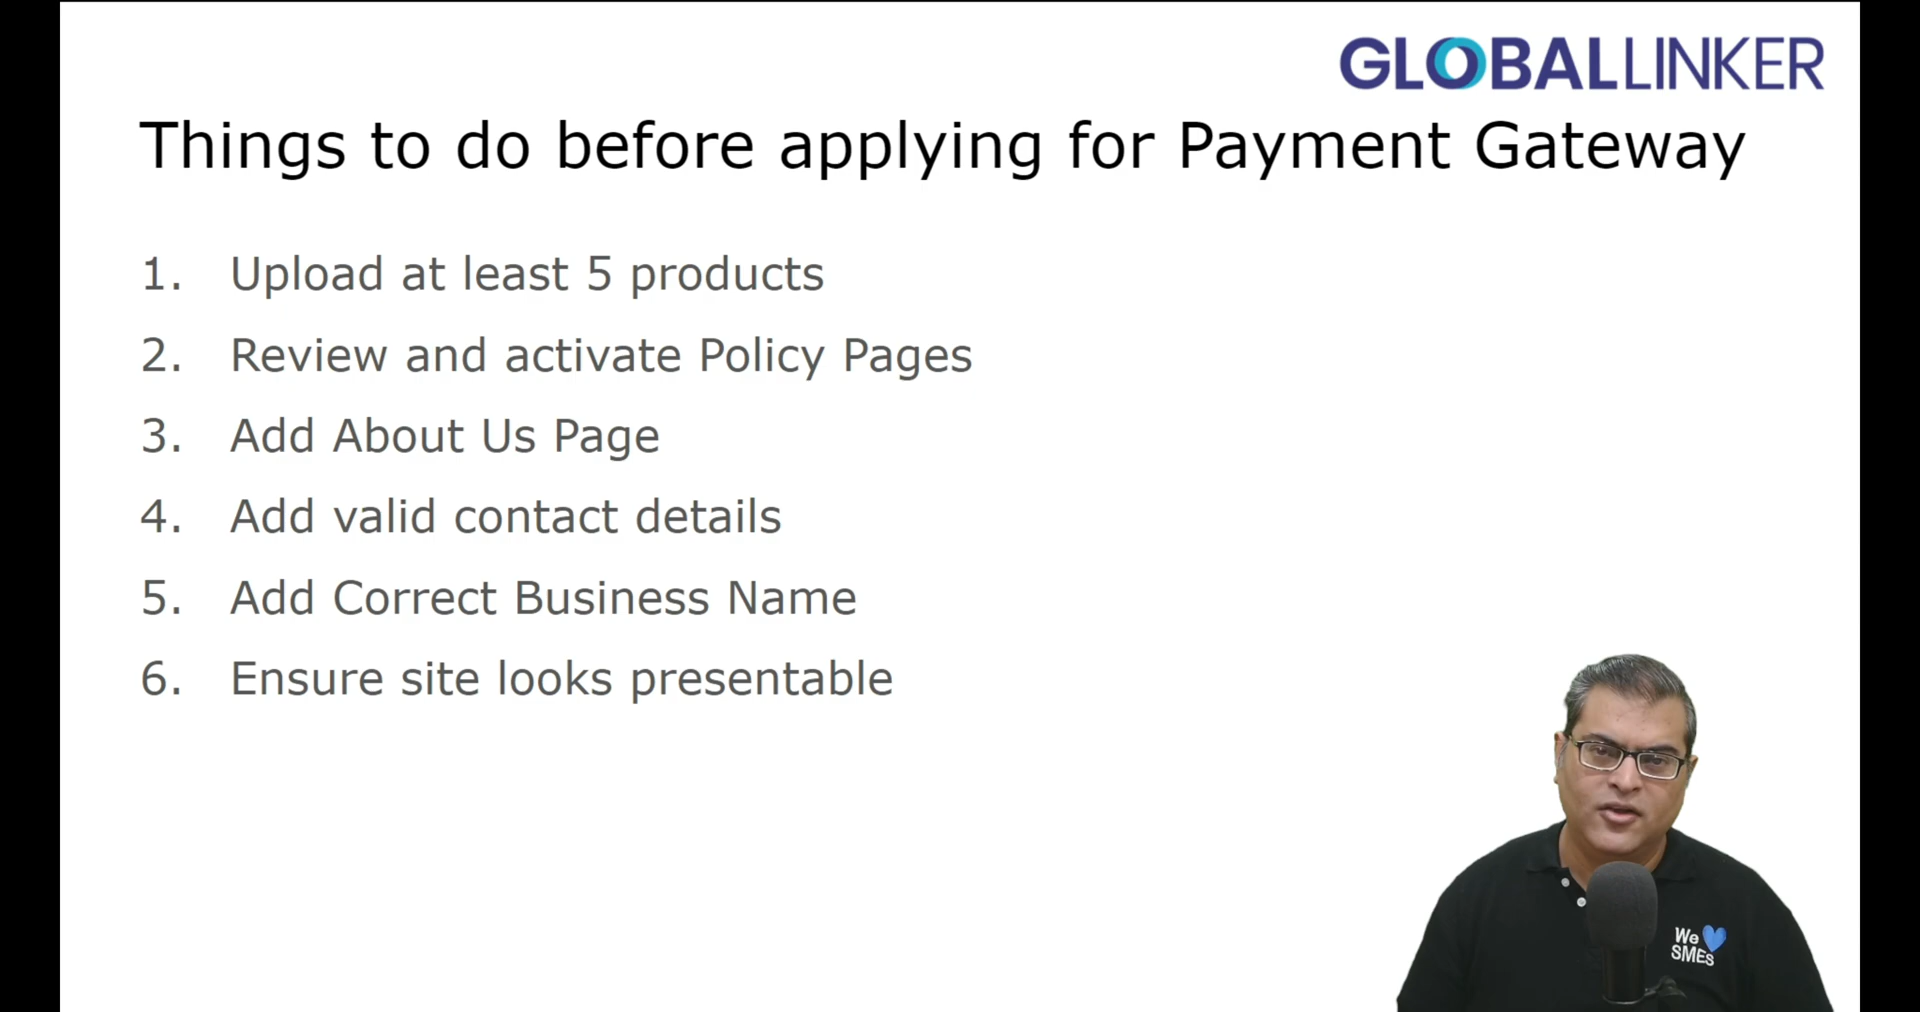 GLOBALLINKER
Things to do before applying for Payment Gateway
1. Upload at least 5 products
2. Review and activate Policy Pages
3. Add About Us Page
4. Add valid contact details
5. Add Correct Business Name
6. Ensure site looks presentable
We
SMEs